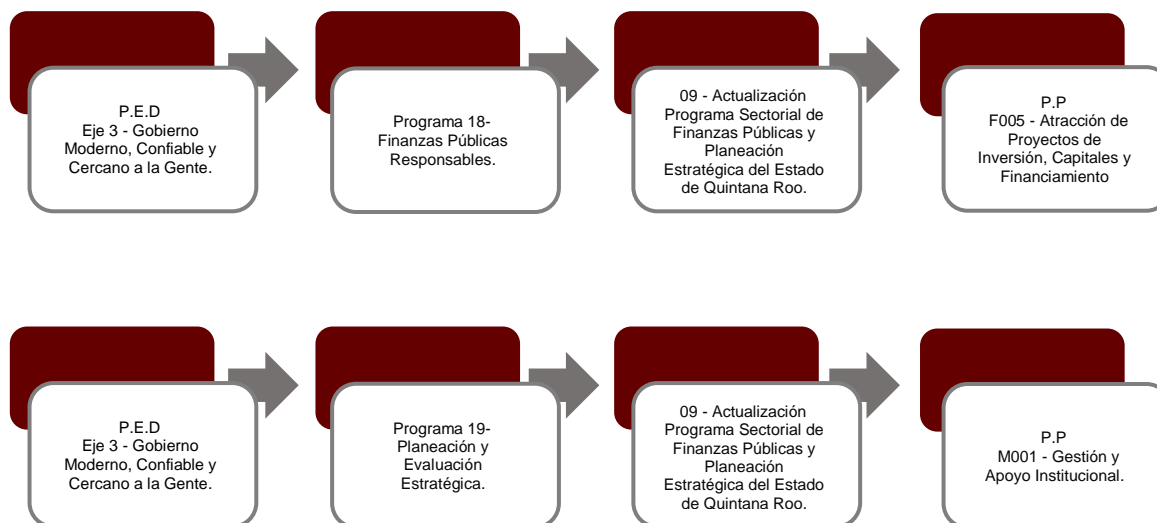 P.E.D
Eje 3 - Gobierno
Moderno, Confiable y
Cercano a la Gente.
Programa 18-
Finanzas Públicas
Responsables.
09 - Actualización
Programa Sectorial de
Finanzas Públicas y
Planeación
Estratégica del Estado
de Quintana Roo.
P.P
F005 - Atracción de
Proyectos de
Inversión, Capitales y
Financiamiento
P.E.D
Eje 3 - Gobierno
Moderno, Confiable y
Cercano a la Gente.
Programa 19-
Planeación y
Evaluación
Estratégica.
09 - Actualización
Programa Sectorial de
Finanzas Públicas y
Planeación
Estratégica del Estado
de Quintana Roo.
P.P
M001 - Gestión y
Apoyo Institucional.